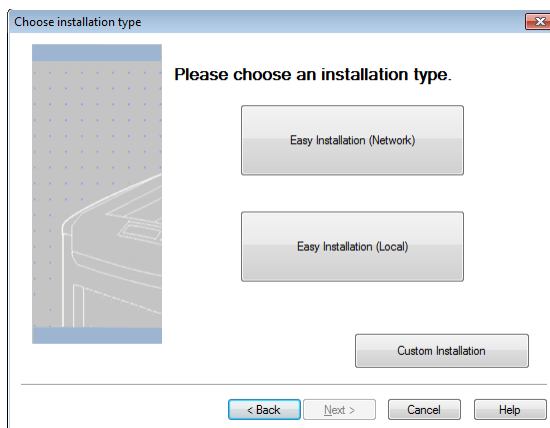 Choose installation type
Please choose an installation type.
Easy Installation (Network)
Easy Installation (Local)
Custom Installation
< Back Next > Cancel Help